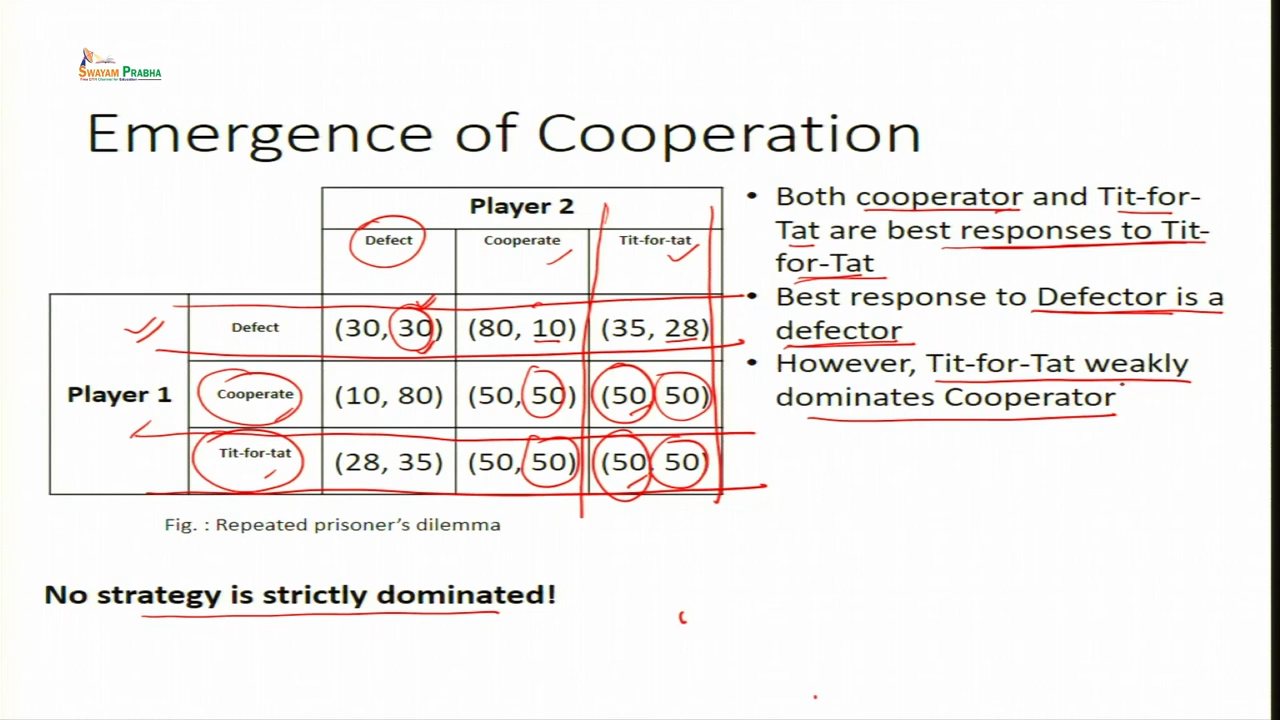 SWAYAM PRABHA
Emergence of Cooperation
Player 2
Defect Cooperate Tit-for-tat
Player 1
Defect (30, 30) (80, 10) (35, 28)
Cooperate (10, 80) (50, 50) (50, 50)
Tit-for-tat (28, 35) (50, 50) (50, 50)
Fig. : Repeated prisoner's dilemma
No strategy is strictly dominated!
• Both cooperator and Tit-for-
Tat are best responses to Tit-
for-Tat
• Best response to Defector is a
defector
• However, Tit-for-Tat weakly
dominates Cooperator